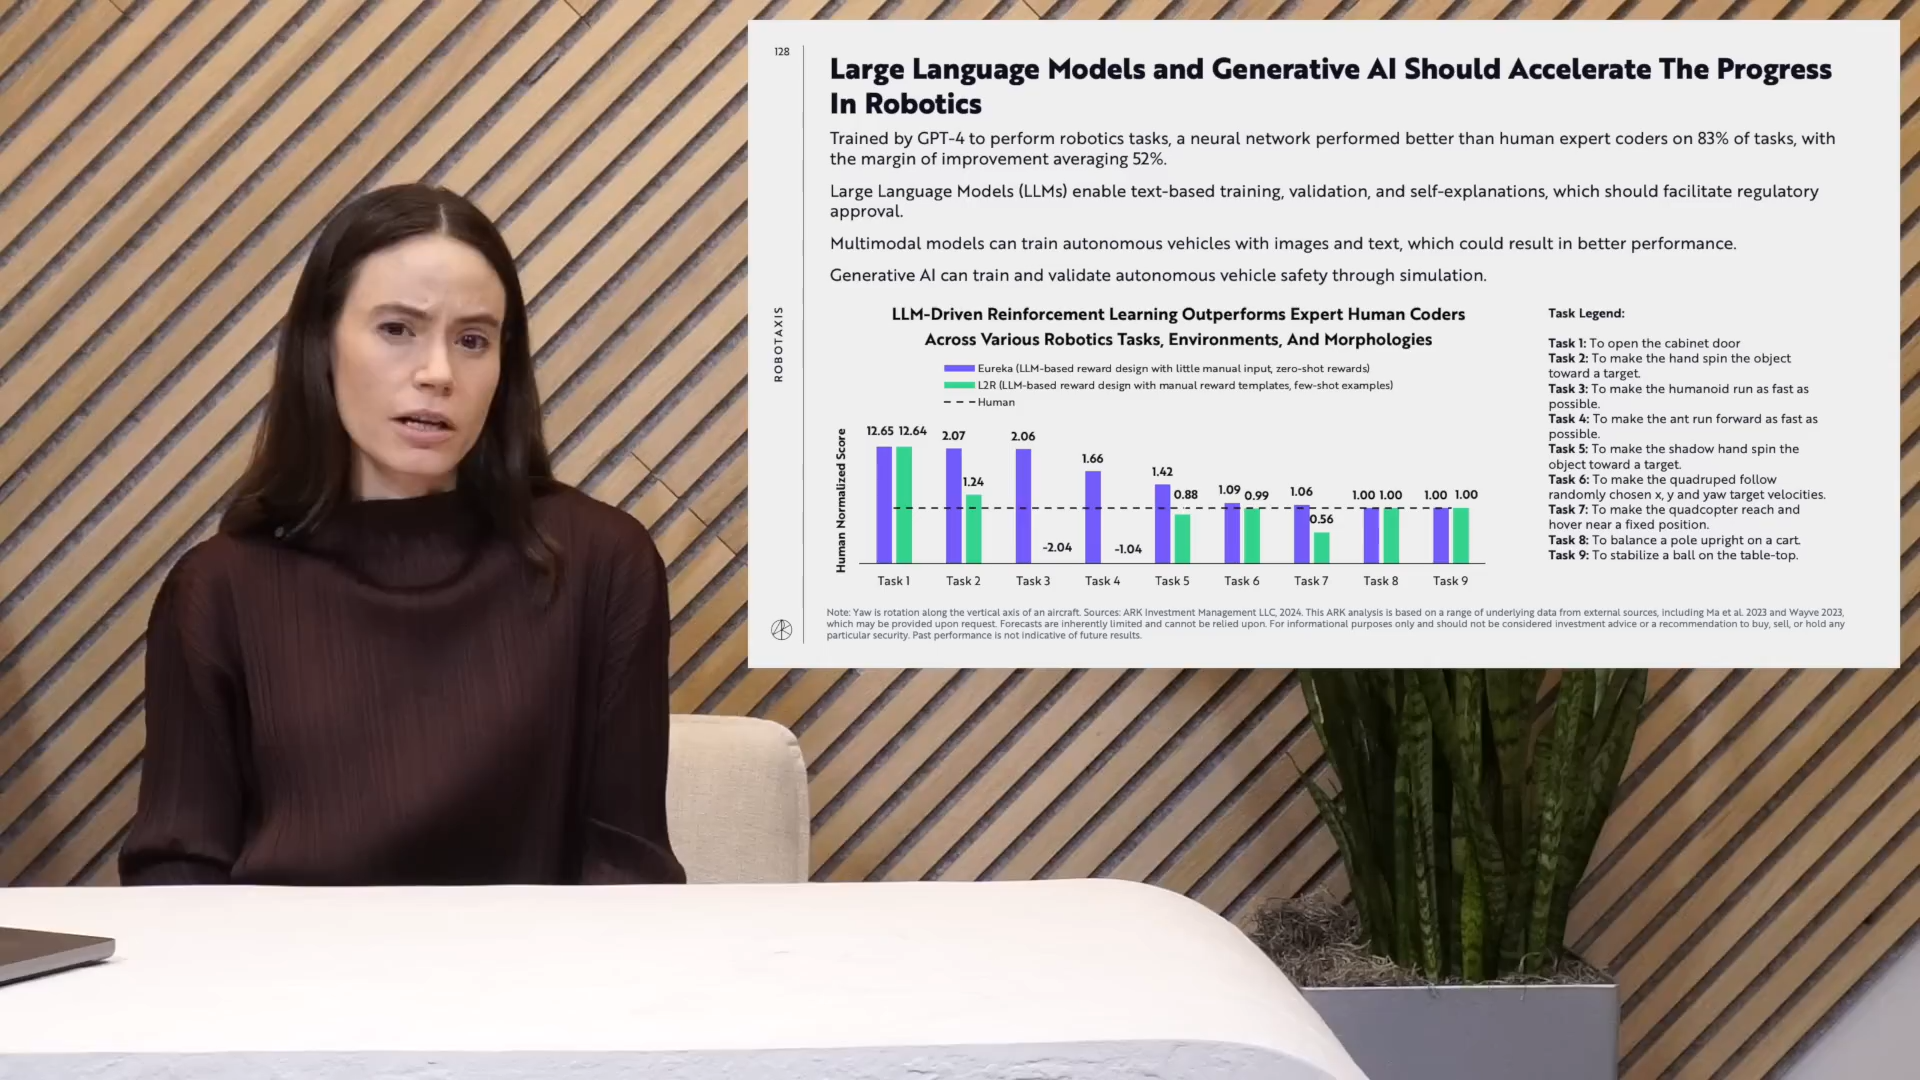 128
Large Language Models and Generative AI Should Accelerate The Progress
In Robotics
Trained by GPT-4 to perform robotics tasks, a neural network performed better than human expert coders on 83% of tasks, with
the margin of improvement averaging 52%.
Large Language Models (LLMs) enable text-based training, validation, and self-explanations, which should facilitate regulatory
approval.
Multimodal models can train autonomous vehicles with images and text, which could result in better performance.
Generative AI can train and validate autonomous vehicle safety through simulation.
ROBOTAXIS
LLM-Driven Reinforcement Learning Outperforms Expert Human Coders
Across Various Robotics Tasks, Environments, And Morphologies
Eureka (LLM-based reward design with little manual input, zero-shot rewards)
L2R (LLM-based reward design with manual reward templates, few-shot examples)
Human
Human Normalized Score
12.65 12.64 2.07 1.24 2.06 -2.04 1.66 -1.04 1.42 0.88 1.09 0.99 1.06 0.56 1.00 1.00 1.00 1.00
Task 1 Task 2 Task 3 Task 4 Task 5 Task 6 Task 7 Task 8 Task 9
Task Legend:
Task 1: To open the cabinet door
Task 2: To make the hand spin the object
toward a target.
Task 3: To make the humanoid run as fast as
possible.
Task 4: To make the ant run forward as fast as
possible.
Task 5: To make the shadow hand spin the
object toward a target.
Task 6: To make the quadruped follow
randomly chosen x, y and yaw target velocities.
Task 7: To make the quadcopter reach and
hover near a fixed position.
Task 8: To balance a pole upright on a cart.
Task 9: To stabilize a ball on the table-top.
Note: Yaw is rotation along the vertical axis of an aircraft. Sources: ARK Investment Management LLC, 2024. This ARK analysis is based on a range of underlying data from external sources, including Ma et al. 2023 and Wayve 2023,
which may be provided upon request. Forecasts are inherently limited and cannot be relied upon. For informational purposes only and should not be considered investment advice or a recommendation to buy, sell, or hold any
particular security. Past performance is not indicative of future results.